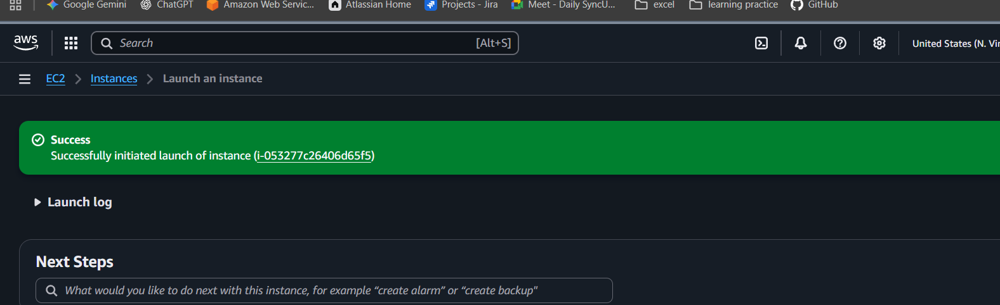 Google Gemini ChatGPT Amazon Web Servic... Atlassian Home Projects - Jira Meet - Daily SyncU... excel learning practice GitHub
aws Search [Alt+S] United States (N. Vir
EC2 Instances Launch an instance
Success
Successfully initiated launch of instance (i-053277c26406d65f5)
Launch log
Next Steps
What would you like to do next with this instance, for example “create alarm” or “create backup"